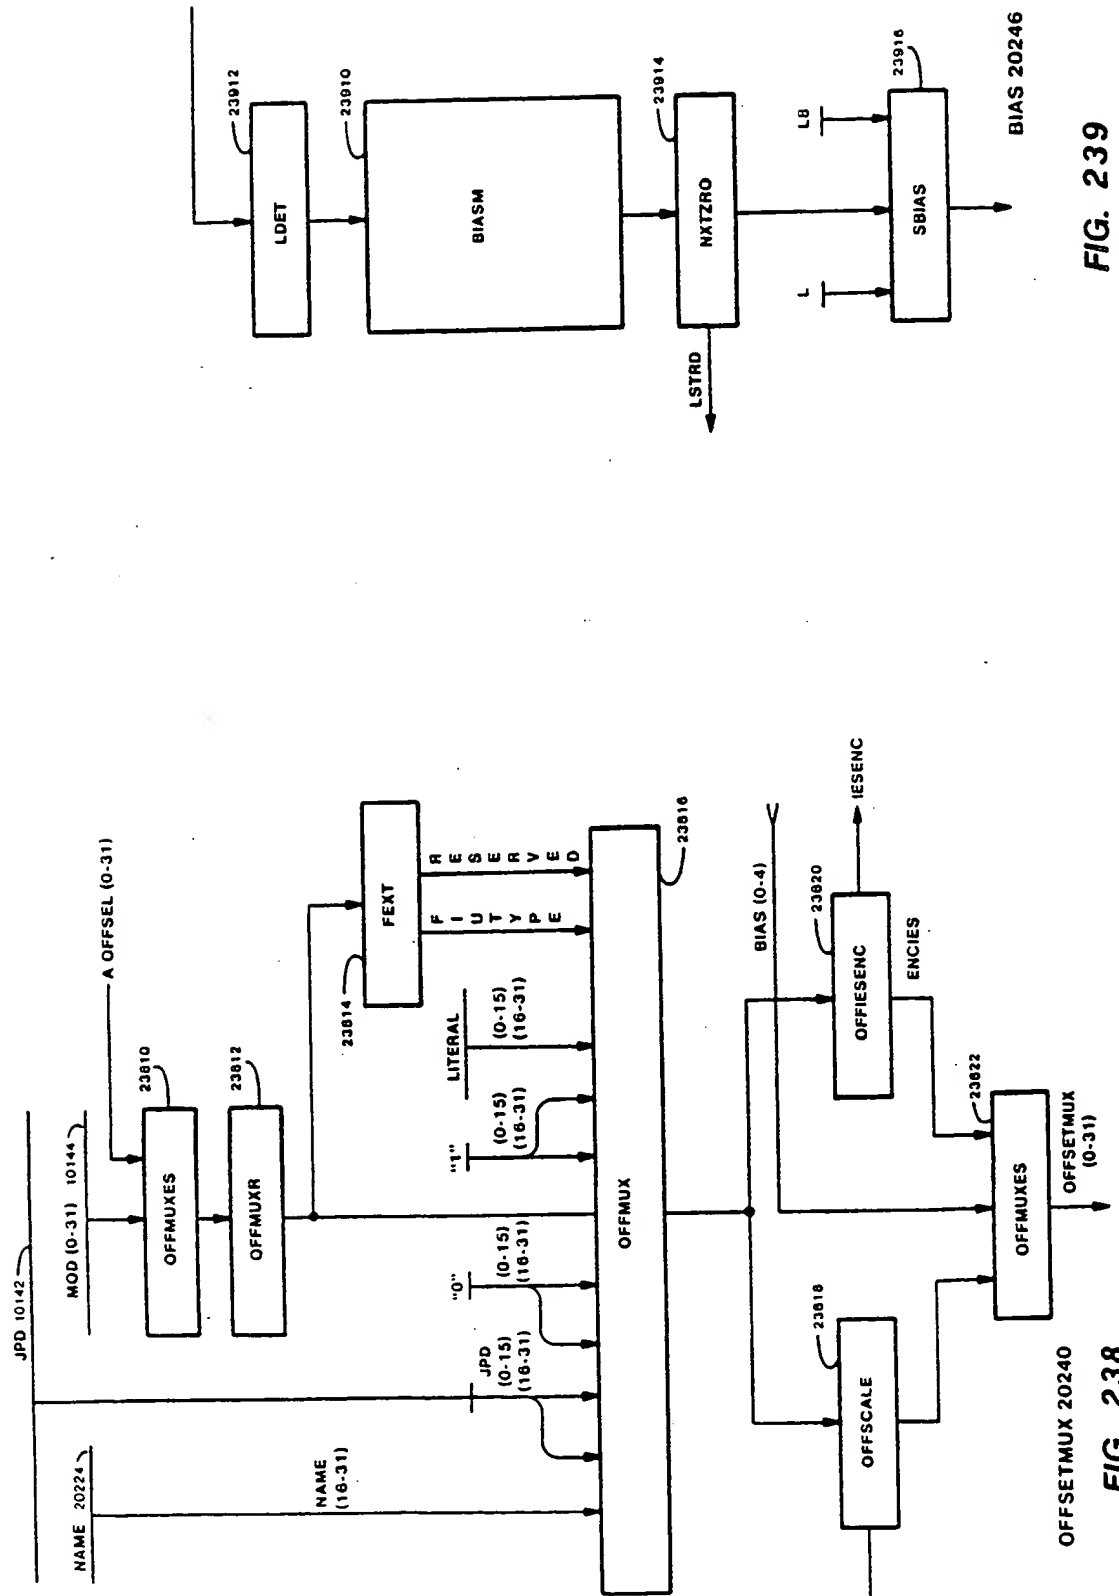 23912
LDET
23910
BIASM
23914
NXTZRO
LSTRD
L
L8
23916
SBIAS
BIAS 20246
FIG. 239
JPD 10142
MOD (0-31) 10144
A OFFSEL (0-31)
NAME 20224
23810
OFFMUXES
23812
OFFMUXR
23814
FEXT
FIUTYPE
RESERVED
NAME
(16-31)
JPD
(0-15)
(16-31)
"0"
(0-15)
(16-31)
"1"
(0-15)
(16-31)
LITERAL
(0-15)
(16-31)
OFFMUX
23816
BIAS (0-4)
23818
OFFSCALE
23820
OFFIESENC
IESENC
ENCIES
23822
OFFMUXES
OFFSETMUX
(0-31)
OFFSETMUX 20240
FIG. 238